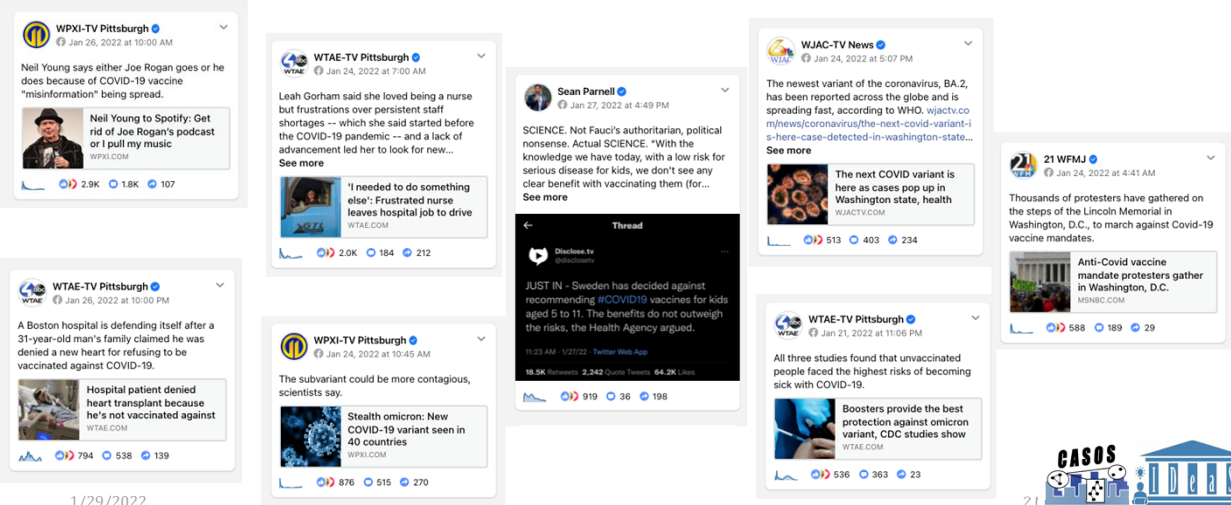 WPXI-TV Pittsburgh
Jan 26, 2022 at 10:00 AM
Neil Young says either Joe Rogan goes or he
does because of COVID-19 vaccine
"misinformation" being spread.
Neil Young to Spotify: Get
rid of Joe Rogan's podcast
or I pull my music
WPXI.COM
2.9K 1.8K 107
WTAE-TV Pittsburgh
Jan 26, 2022 at 10:00 PM
A Boston hospital is defending itself after a
31-year-old man's family claimed he was
denied a new heart for refusing to be
vaccinated against COVID-19.
Hospital patient denied
heart transplant because
he's not vaccinated against
WTAE.COM
794 538 139
WTAE-TV Pittsburgh
Jan 24, 2022 at 7:00 AM
Leah Gorham said she loved being a nurse
but frustrations over persistent staff
shortages -- which she said started before
the COVID-19 pandemic -- and a lack of
advancement led her to look for new...
See more
'I needed to do something
else': Frustrated nurse
leaves hospital job to drive
WTAE.COM
2.0K 184 212
WPXI-TV Pittsburgh
Jan 24, 2022 at 10:45 AM
The subvariant could be more contagious,
scientists say.
Stealth omicron: New
COVID-19 variant seen in
40 countries
WPXI.COM
876 515 270
Sean Parnell
Jan 27, 2022 at 4:49 PM
SCIENCE. Not Fauci's authoritarian, political
nonsense. Actual SCIENCE. "With the
knowledge we have today, with a low risk for
serious disease for kids, we don't see any
clear benefit with vaccinating them (for...
See more
Thread
Disclose.tv
@disclosetv
JUST IN - Sweden has decided against
recommending #COVID19 vaccines for kids
aged 5 to 11. The benefits do not outweigh
the risks, the Health Agency argued.
11:23 AM · 1/27/22 · Twitter Web App
18.5K Retweets 2,242 Quote Tweets 64.2K Likes
919 36 198
WJAC-TV News
Jan 24, 2022 at 5:07 PM
The newest variant of the coronavirus, BA.2,
has been reported across the globe and is
spreading fast, according to WHO. wjactv.co
m/news/coronavirus/the-next-covid-variant-i
s-here-case-detected-in-washington-state...
See more
The next COVID variant is
here as cases pop up in
Washington state, health
WJACTV.COM
513 403 234
WTAE-TV Pittsburgh
Jan 21, 2022 at 11:06 PM
All three studies found that unvaccinated
people faced the highest risks of becoming
sick with COVID-19.
Boosters provide the best
protection against omicron
variant, CDC studies show
WTAE.COM
536 363 23
21 WFMJ
Jan 24, 2022 at 4:41 AM
Thousands of protesters have gathered on
the steps of the Lincoln Memorial in
Washington, D.C., to march against Covid-19
vaccine mandates.
Anti-Covid vaccine
mandate protesters gather
in Washington, D.C.
MSNBC.COM
588 189 29
1/29/2022
21
CASOS
IDeaS